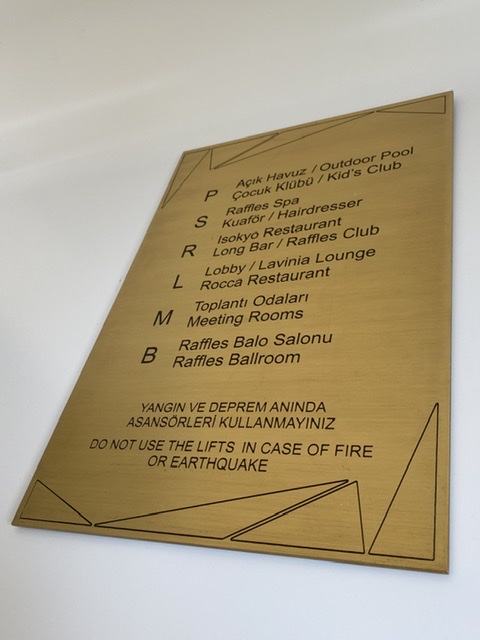 P Açık Havuz / Outdoor Pool
Çocuk Klübü / Kid's Club
S Raffles Spa
Kuaför / Hairdresser
R Isokyo Restaurant
Long Bar / Raffles Club
L Lobby / Lavinia Lounge
Rocca Restaurant
M Toplantı Odaları
Meeting Rooms
B Raffles Balo Salonu
Raffles Ballroom
YANGIN VE DEPREM ANINDA
ASANSÖRLERİ KULLANMAYINIZ
DO NOT USE THE LIFTS IN CASE OF FIRE
OR EARTHQUAKE